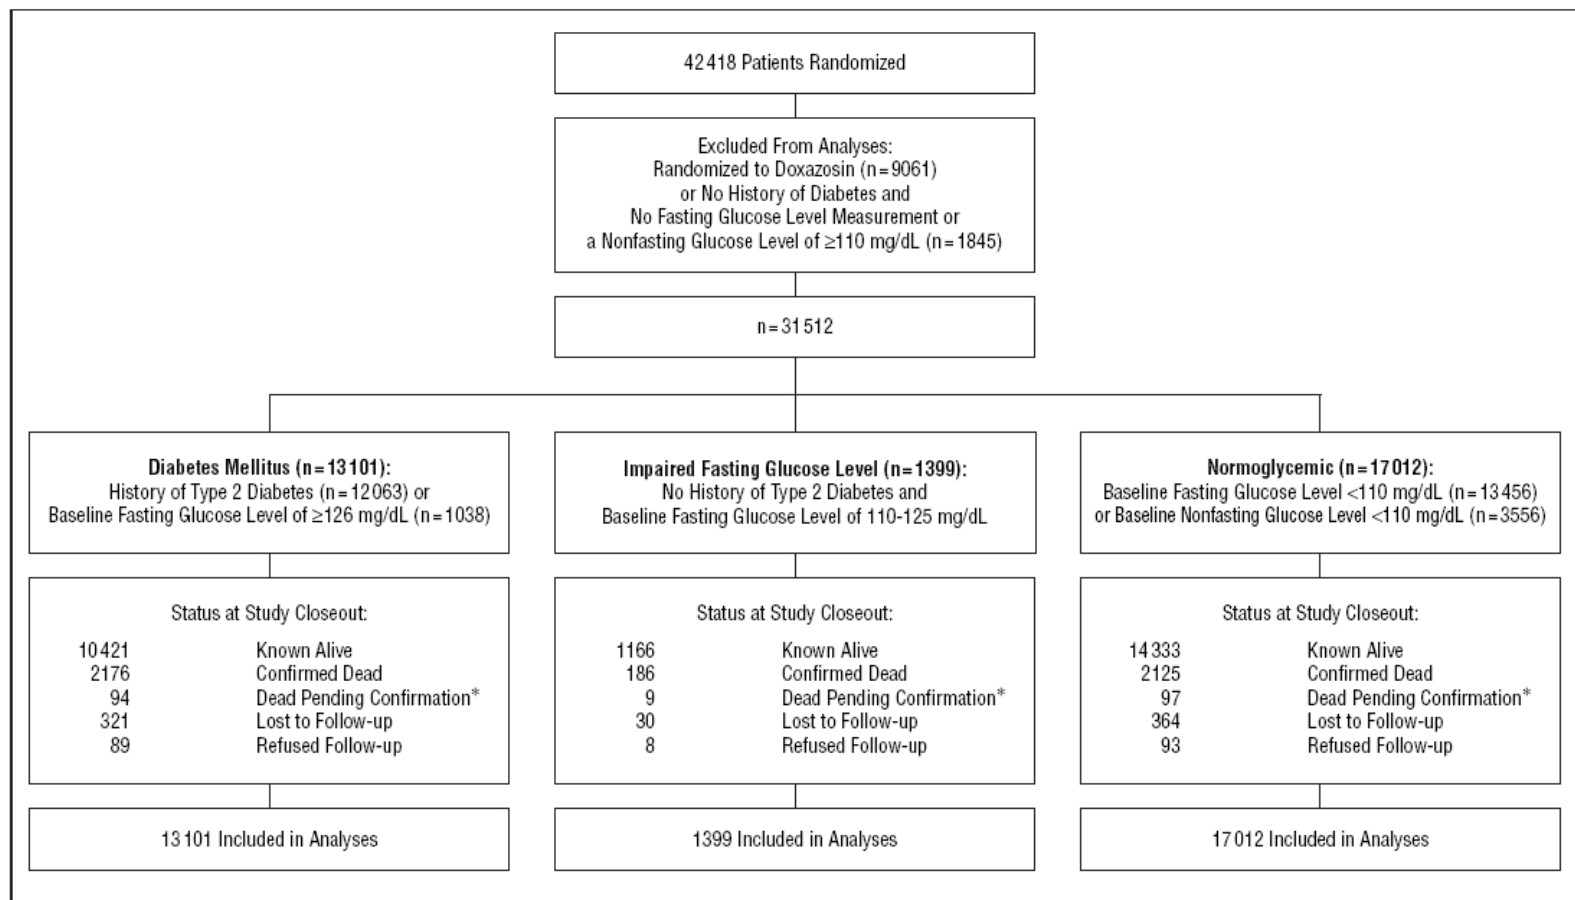 42 418 Patients Randomized
Excluded From Analyses:
Randomized to Doxazosin (n=9061)
or No History of Diabetes and
No Fasting Glucose Level Measurement or
a Nonfasting Glucose Level of ≥110 mg/dL (n=1845)
n=31 512
Diabetes Mellitus (n=13 101):
History of Type 2 Diabetes (n=12 063) or
Baseline Fasting Glucose Level of ≥126 mg/dL (n=1038)
Impaired Fasting Glucose Level (n=1399):
No History of Type 2 Diabetes and
Baseline Fasting Glucose Level of 110-125 mg/dL
Normoglycemic (n=17 012):
Baseline Fasting Glucose Level <110 mg/dL (n=13 456)
or Baseline Nonfasting Glucose Level <110 mg/dL (n=3556)
Status at Study Closeout:
10 421 Known Alive
2176 Confirmed Dead
94 Dead Pending Confirmation*
321 Lost to Follow-up
89 Refused Follow-up
Status at Study Closeout:
1166 Known Alive
186 Confirmed Dead
9 Dead Pending Confirmation*
30 Lost to Follow-up
8 Refused Follow-up
Status at Study Closeout:
14 333 Known Alive
2125 Confirmed Dead
97 Dead Pending Confirmation*
364 Lost to Follow-up
93 Refused Follow-up
13 101 Included in Analyses
1399 Included in Analyses
17 012 Included in Analyses